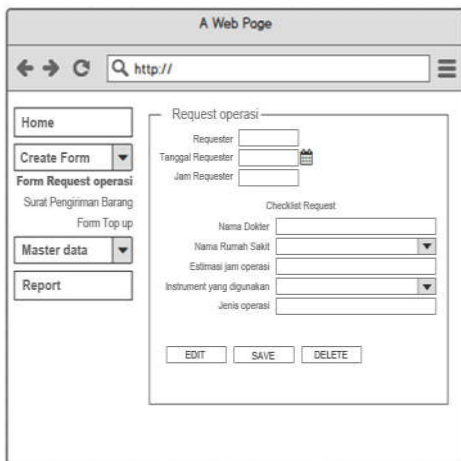 A Web Page
http://
Home
Create Form
Form Request operasi
Surat Pengiriman Barang
Form Top up
Master data
Report
Request operasi
Requester
Tanggal Requester
Jam Requester
Checklist Request
Nama Dokter
Nama Rumah Sakit
Estimasi jam operasi
Instrument yang digunakan
Jenis operasi
EDIT SAVE DELETE